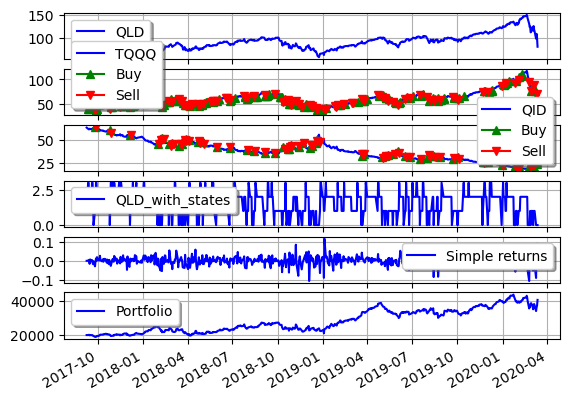 150
QLD
100
TQQQ
Buy
100
Sell
50
QID
Buy
50
Sell
25
2.5
QLD_with_states
0.0
0.1
Simple returns
0.0
−0.1
40000
Portfolio
20000
2017-10
2018-01
2018-04
2018-07
2018-10
2019-01
2019-04
2019-07
2019-10
2020-01
2020-04